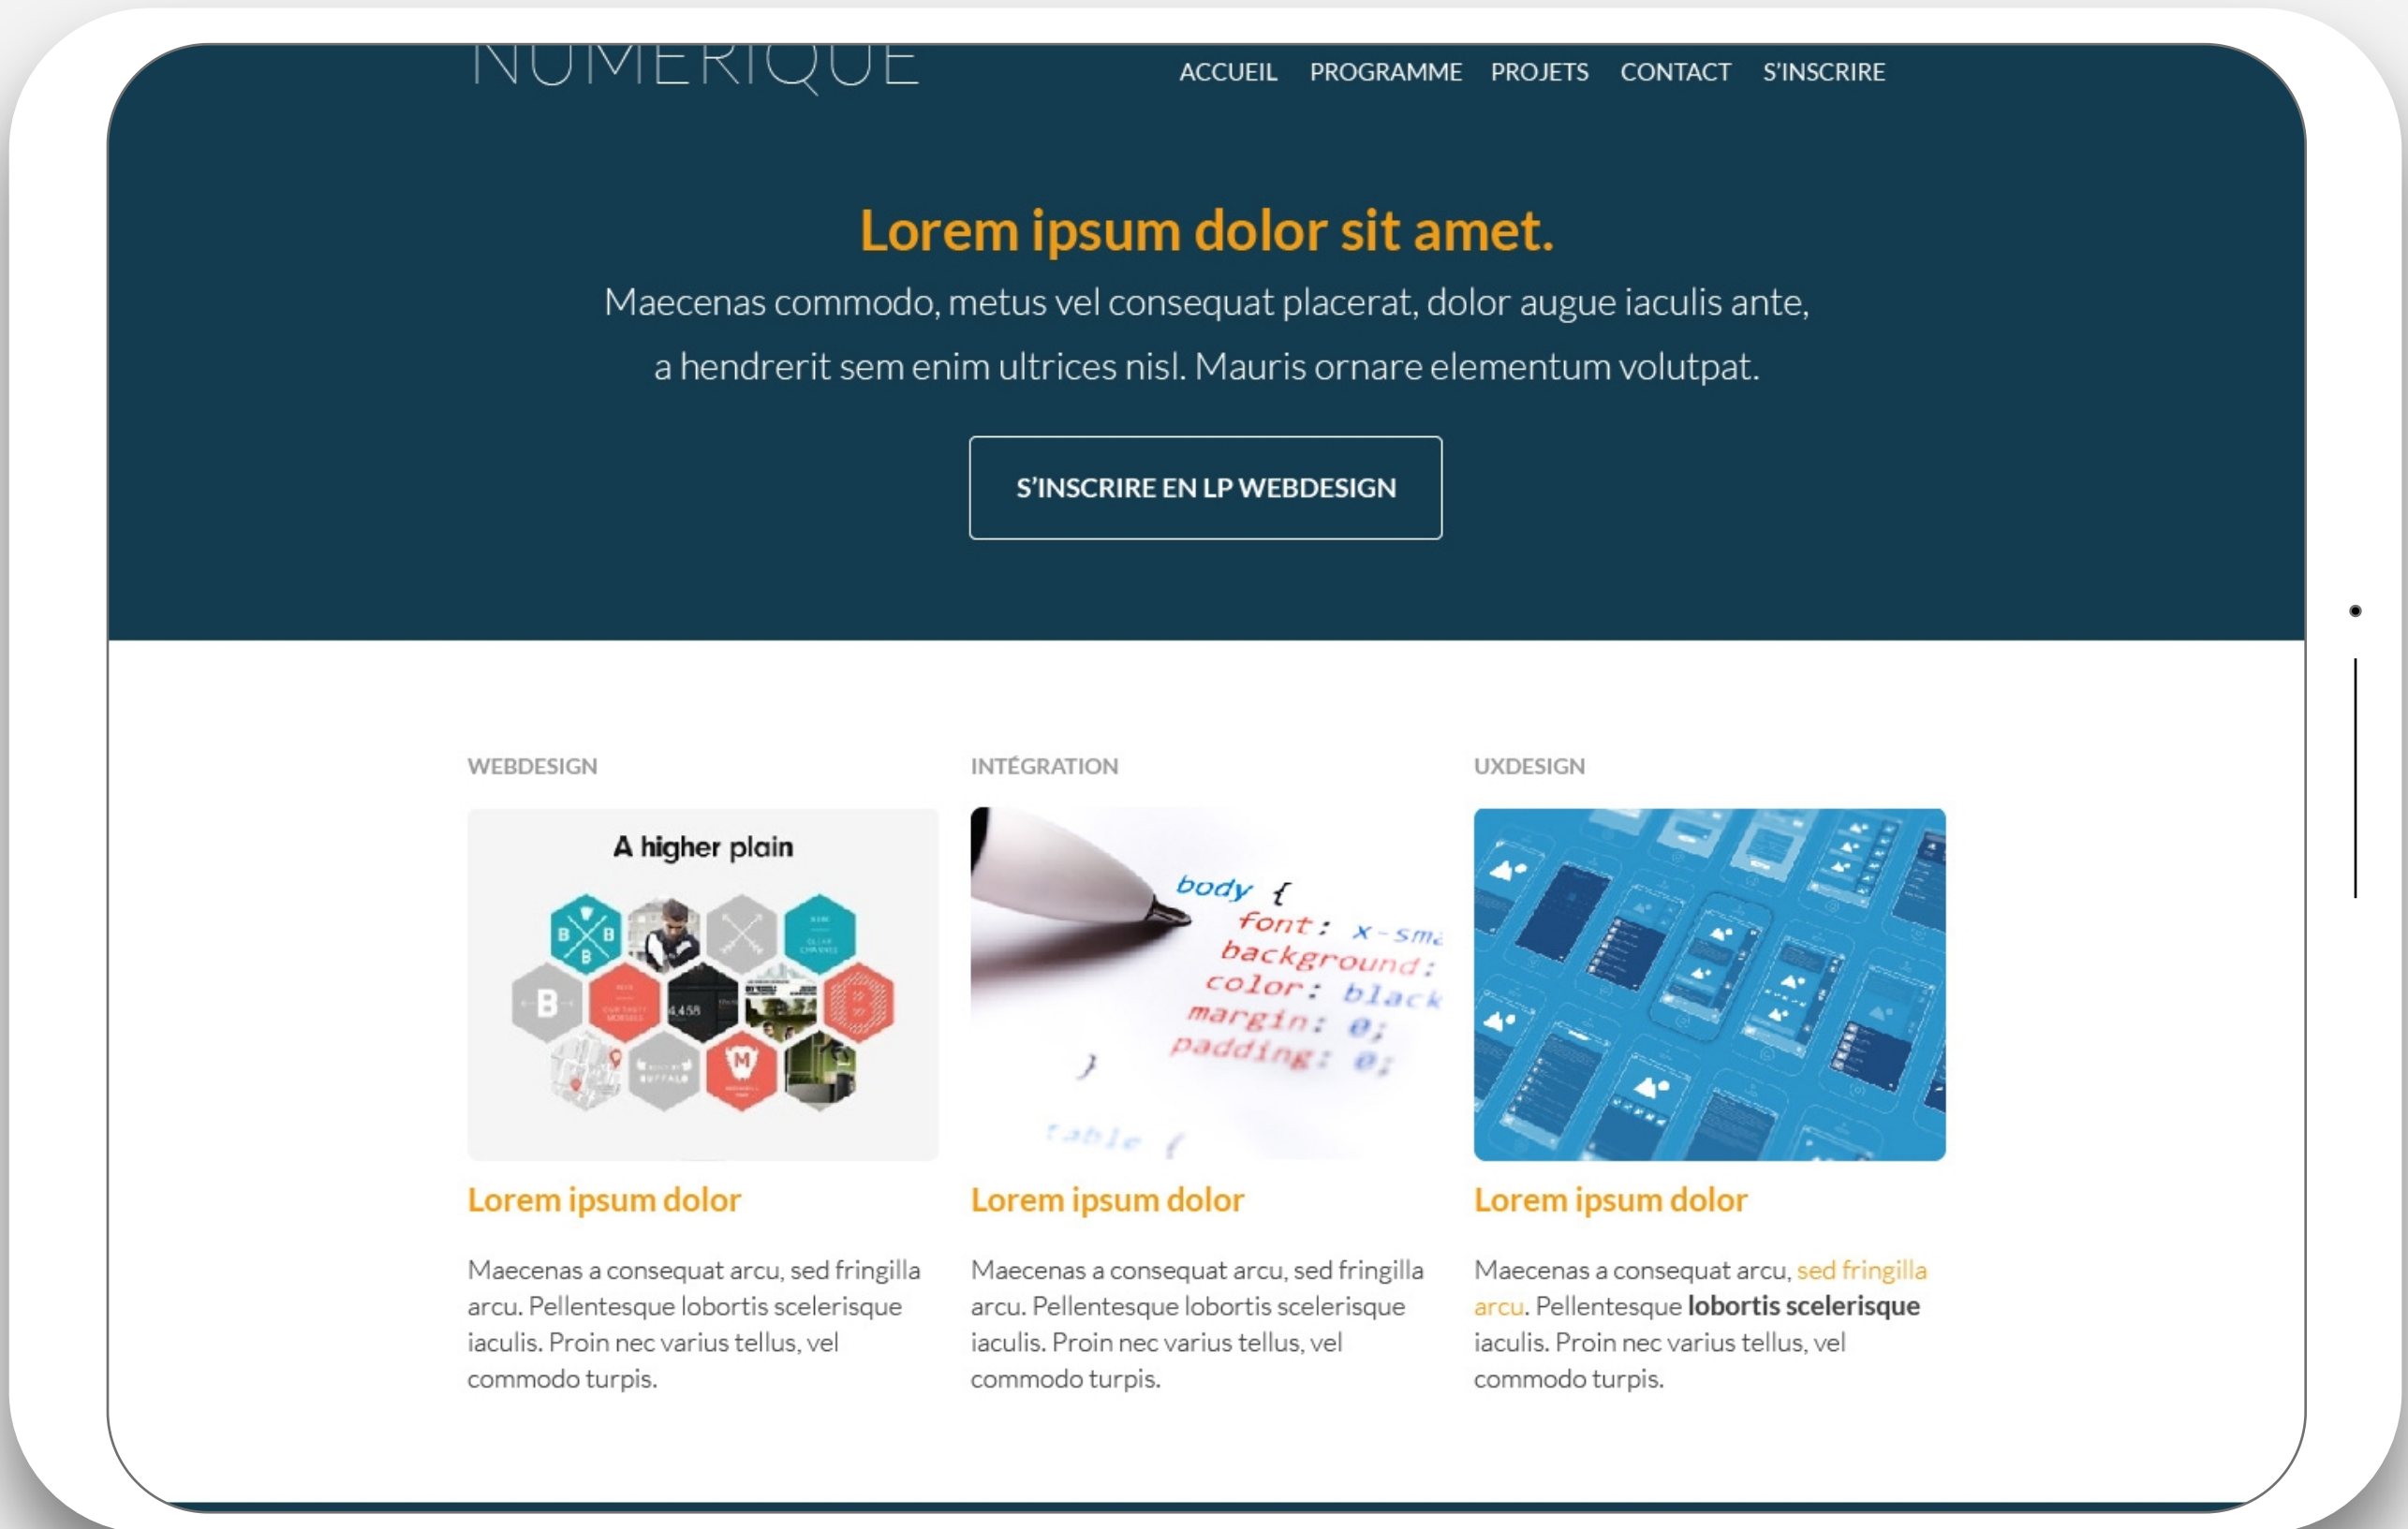 NUMERIQUE
ACCUEIL PROGRAMME PROJETS CONTACT S'INSCRIRE
Lorem ipsum dolor sit amet.
Maecenas commodo, metus vel consequat placerat, dolor augue iaculis ante,
a hendrerit sem enim ultrices nisl. Mauris ornare elementum volutpat.
S'INSCRIRE EN LP WEBDESIGN
WEBDESIGN
A higher plain
B B
B
B
4,458
M
BUFFALO
Lorem ipsum dolor
Maecenas a consequat arcu, sed fringilla
arcu. Pellentesque lobortis scelerisque
iaculis. Proin nec varius tellus, vel
commodo turpis.
INTÉGRATION
body {
font: x-sma
background:
color: black
margin: 0;
padding: 0;
}
table {
Lorem ipsum dolor
Maecenas a consequat arcu, sed fringilla
arcu. Pellentesque lobortis scelerisque
iaculis. Proin nec varius tellus, vel
commodo turpis.
UXDESIGN
Lorem ipsum dolor
Maecenas a consequat arcu, sed fringilla
arcu. Pellentesque lobortis scelerisque
iaculis. Proin nec varius tellus, vel
commodo turpis.